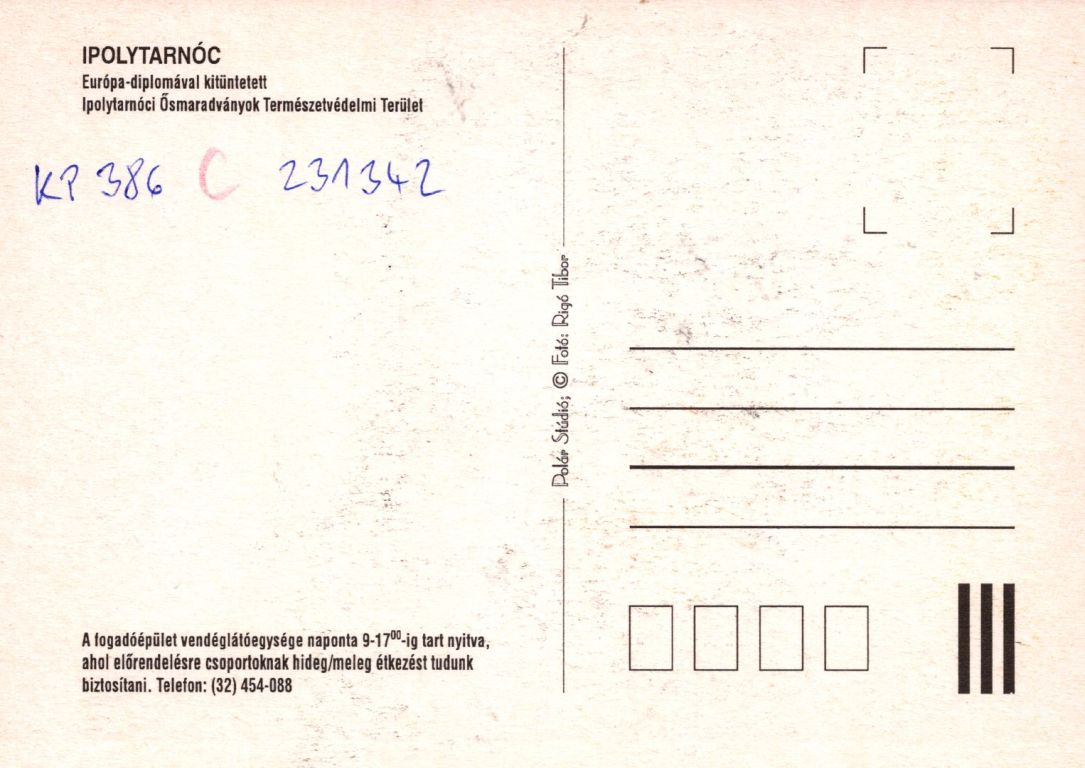 IPOLYTARNÓC
Európa-diplomával kitüntetett
Ipolytarnóci Ősmaradványok Természetvédelmi Terület
KP 386 C 231342
Polár Stúdió; © Fotó: Rigó Tibor
A fogadóépület vendéglátóegysége naponta 9-17⁰⁰-ig tart nyitva,
ahol előrendelésre csoportoknak hideg/meleg étkezést tudunk
biztosítani. Telefon: (32) 454-088